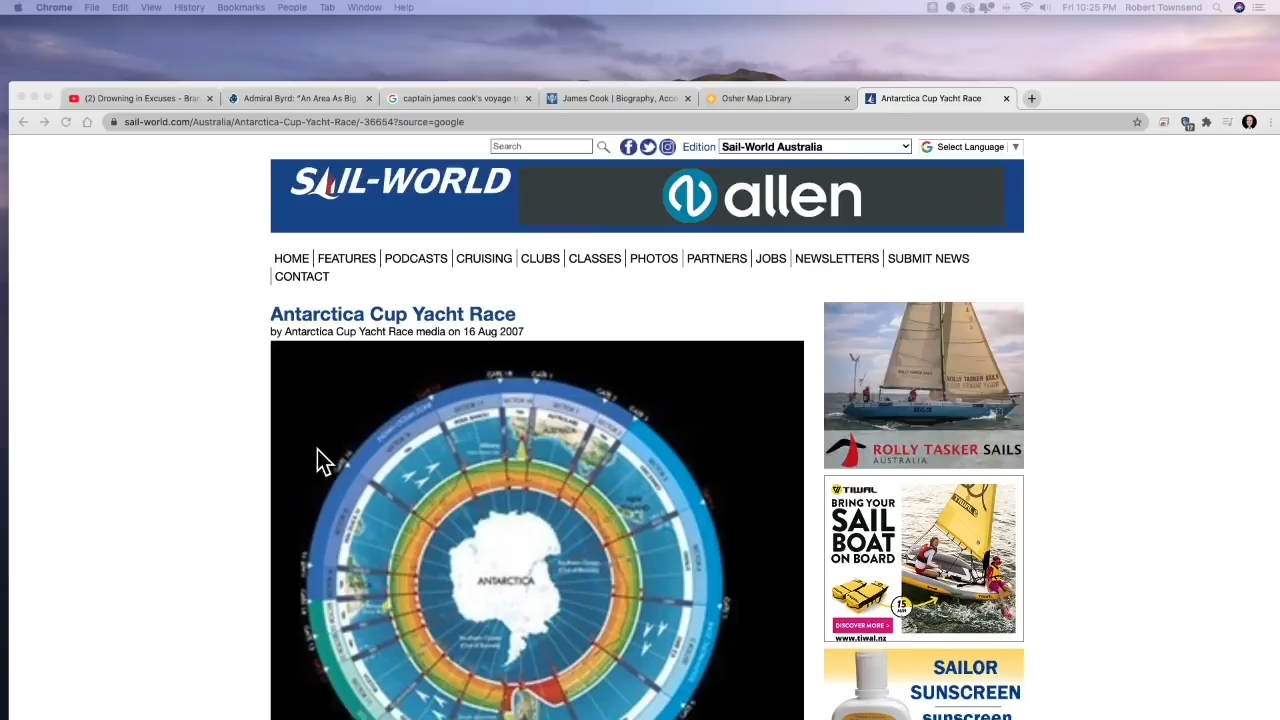 Chrome File Edit View History Bookmarks People Tab Window Help Fri 10:25 PM Robert Townsend
(2) Drowning in Excuses - Bra
Admiral Byrd: "An Area As Big
captain james cook's voyage t
James Cook | Biography, Acco
Osher Map Library
Antarctica Cup Yacht Race
sail-world.com/Australia/Antarctica-Cup-Yacht-Race/-36654?source=google
Search
Edition Sail-World Australia
Select Language
SAIL-WORLD
allen
HOME FEATURES PODCASTS CRUISING CLUBS CLASSES PHOTOS PARTNERS JOBS NEWSLETTERS SUBMIT NEWS
CONTACT
Antarctica Cup Yacht Race
by Antarctica Cup Yacht Race media on 16 Aug 2007
ANTARCTICA
ROLLY TASKER SAILS
AUSTRALIA
TIWAL
BRING YOUR
SAIL
BOAT
ON BOARD
15
MIN
DISCOVER MORE >
www.tiwal.nz
SAILOR
SUNSCREEN
sunscreen